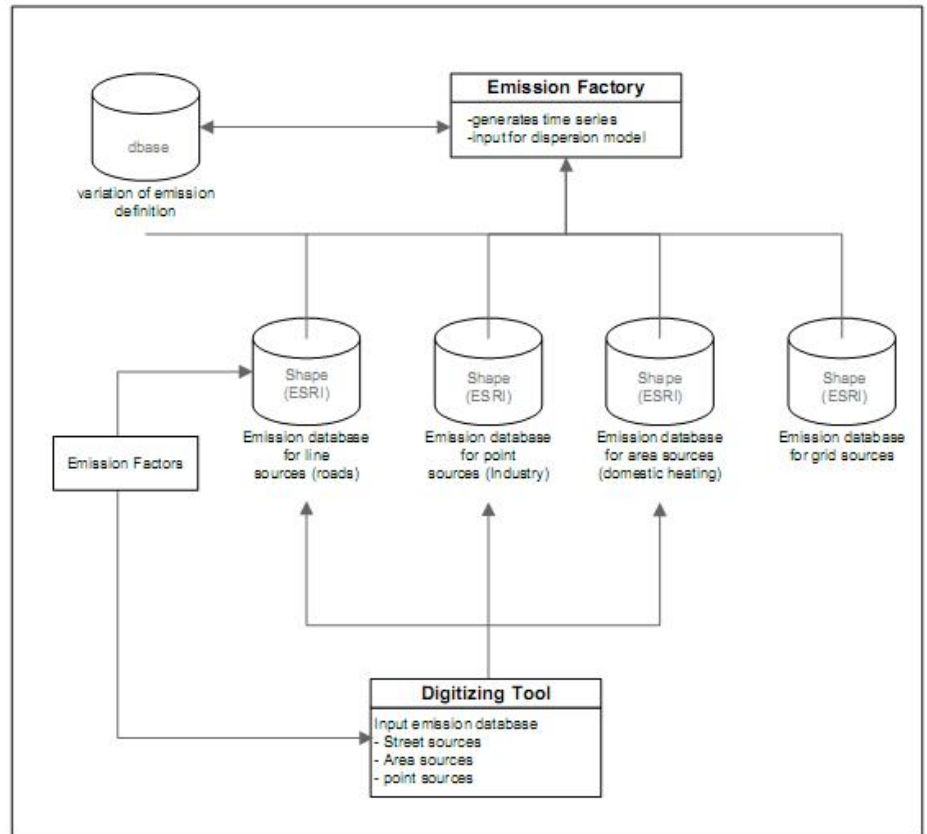 Emission Factory
-generates time series
-input for dispersion model
dbase
variation of emission
definition
Shape
(ESRI)
Emission database
for line
sources (roads)
Shape
(ESRI)
Emission database
for point
sources (Industry)
Shape
(ESRI)
Emission database
for area sources
(domestic heating)
Shape
(ESRI)
Emission database
for grid sources
Emission Factors
Digitizing Tool
Input emission database
- Street sources
- Area sources
- point sources